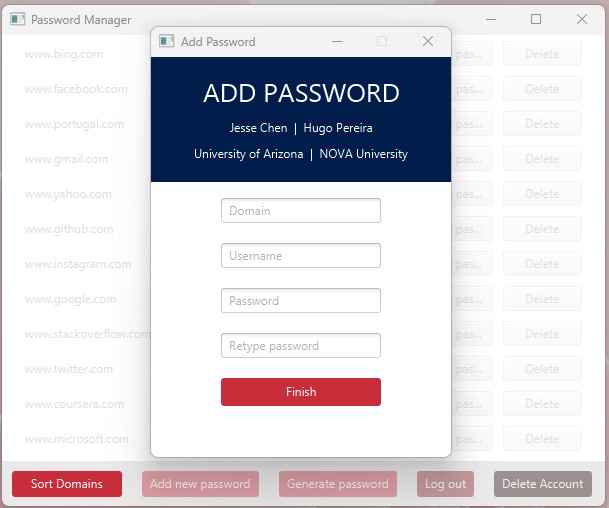 Password Manager
Add Password
ADD PASSWORD
Jesse Chen | Hugo Pereira
University of Arizona | NOVA University
Domain
Username
Password
Retype password
Finish
www.bing.com pas... Delete
www.facebook.com pas... Delete
www.portugal.com pas... Delete
www.gmail.com pas... Delete
www.yahoo.com pas... Delete
www.github.com pas... Delete
www.instagram.com pas... Delete
www.google.com pas... Delete
www.stackoverflow.com pas... Delete
www.twitter.com pas... Delete
www.coursera.com pas... Delete
www.microsoft.com pas... Delete
Sort Domains Add new password Generate password Log out Delete Account